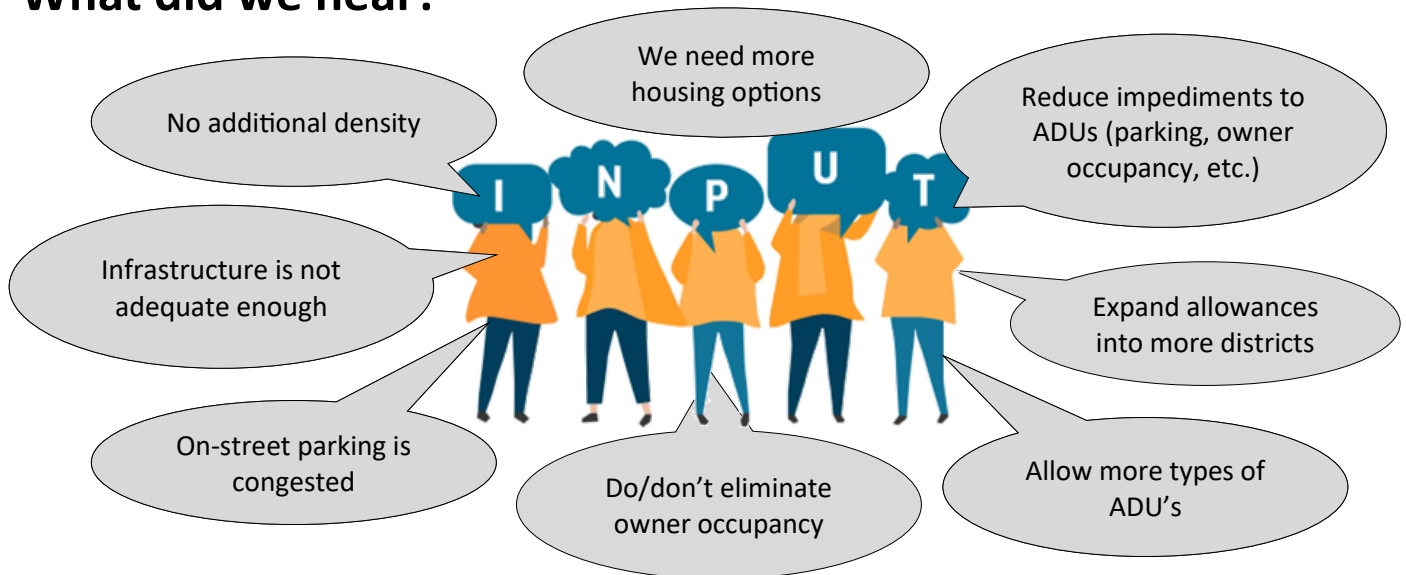 What did we hear?
We need more
housing options
No additional density
Reduce impediments to
ADUs (parking, owner
occupancy, etc.)
I N P U T
Infrastructure is not
adequate enough
Expand allowances
into more districts
On-street parking is
congested
Do/don’t eliminate
owner occupancy
Allow more types of
ADU’s